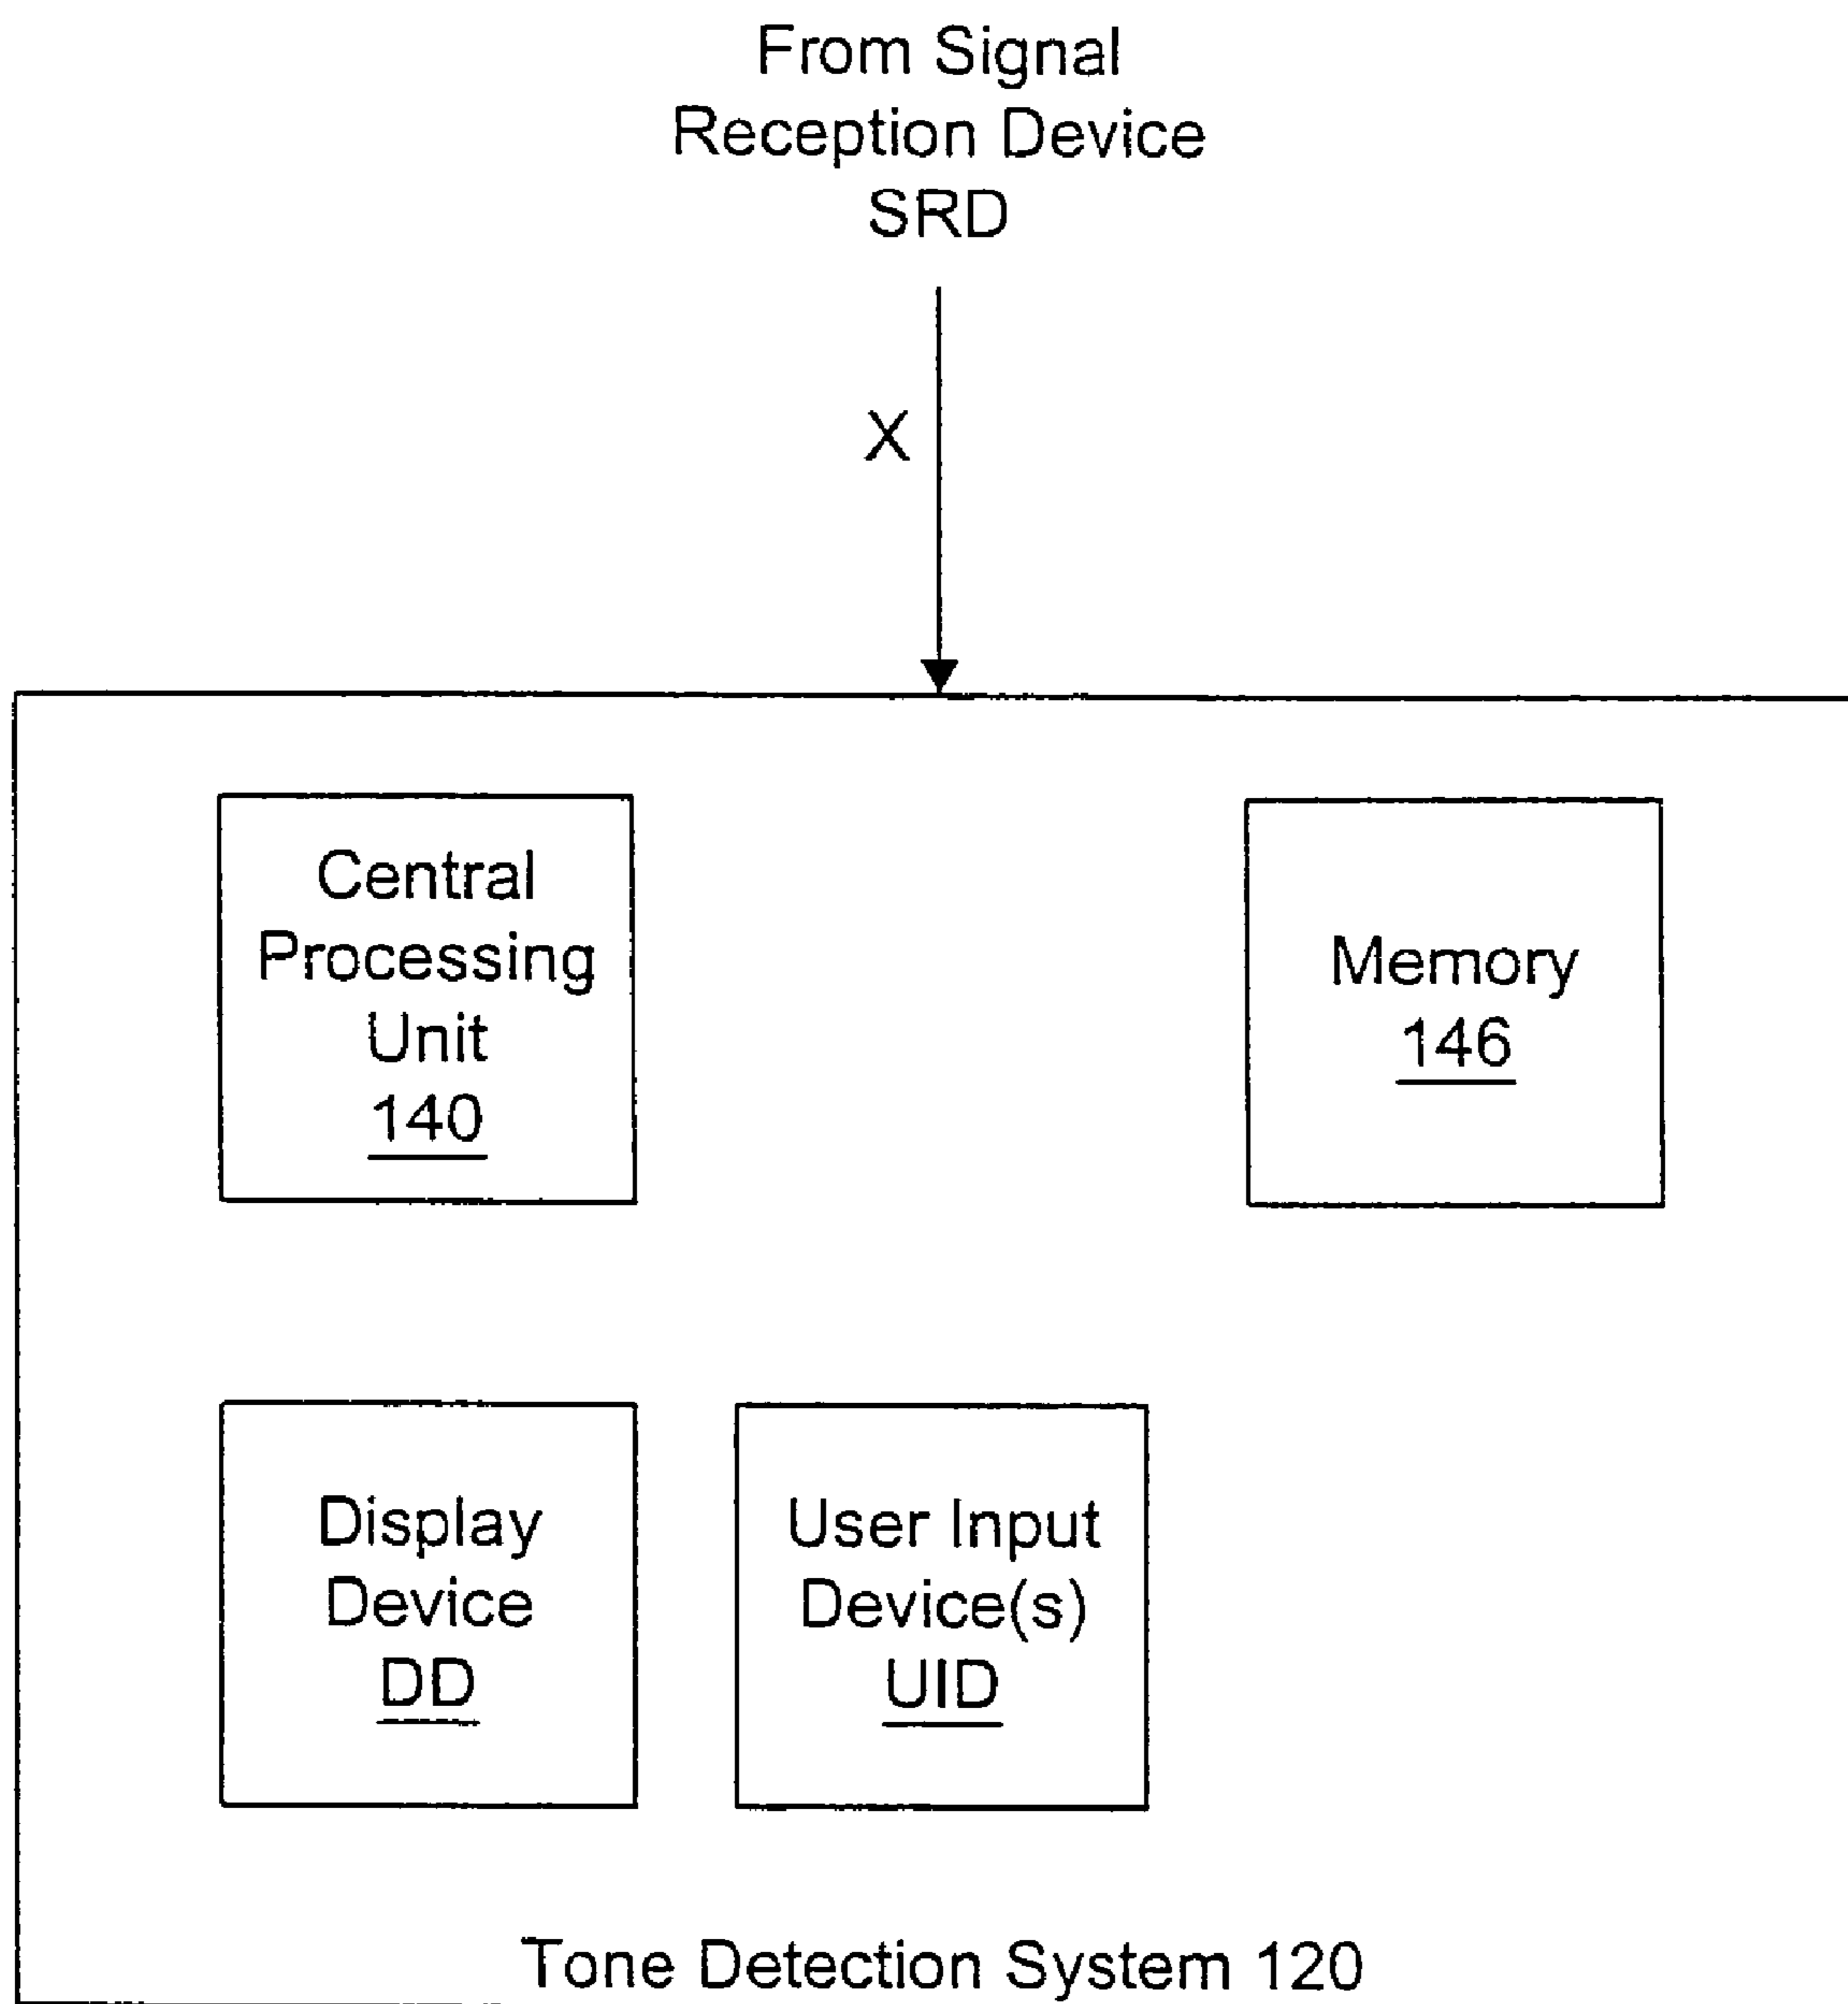 From Signal
Reception Device
SRD
X
Central
Processing
Unit
140
Memory
146
Display
Device
DD
User Input
Device(s)
UID
Tone Detection System 120